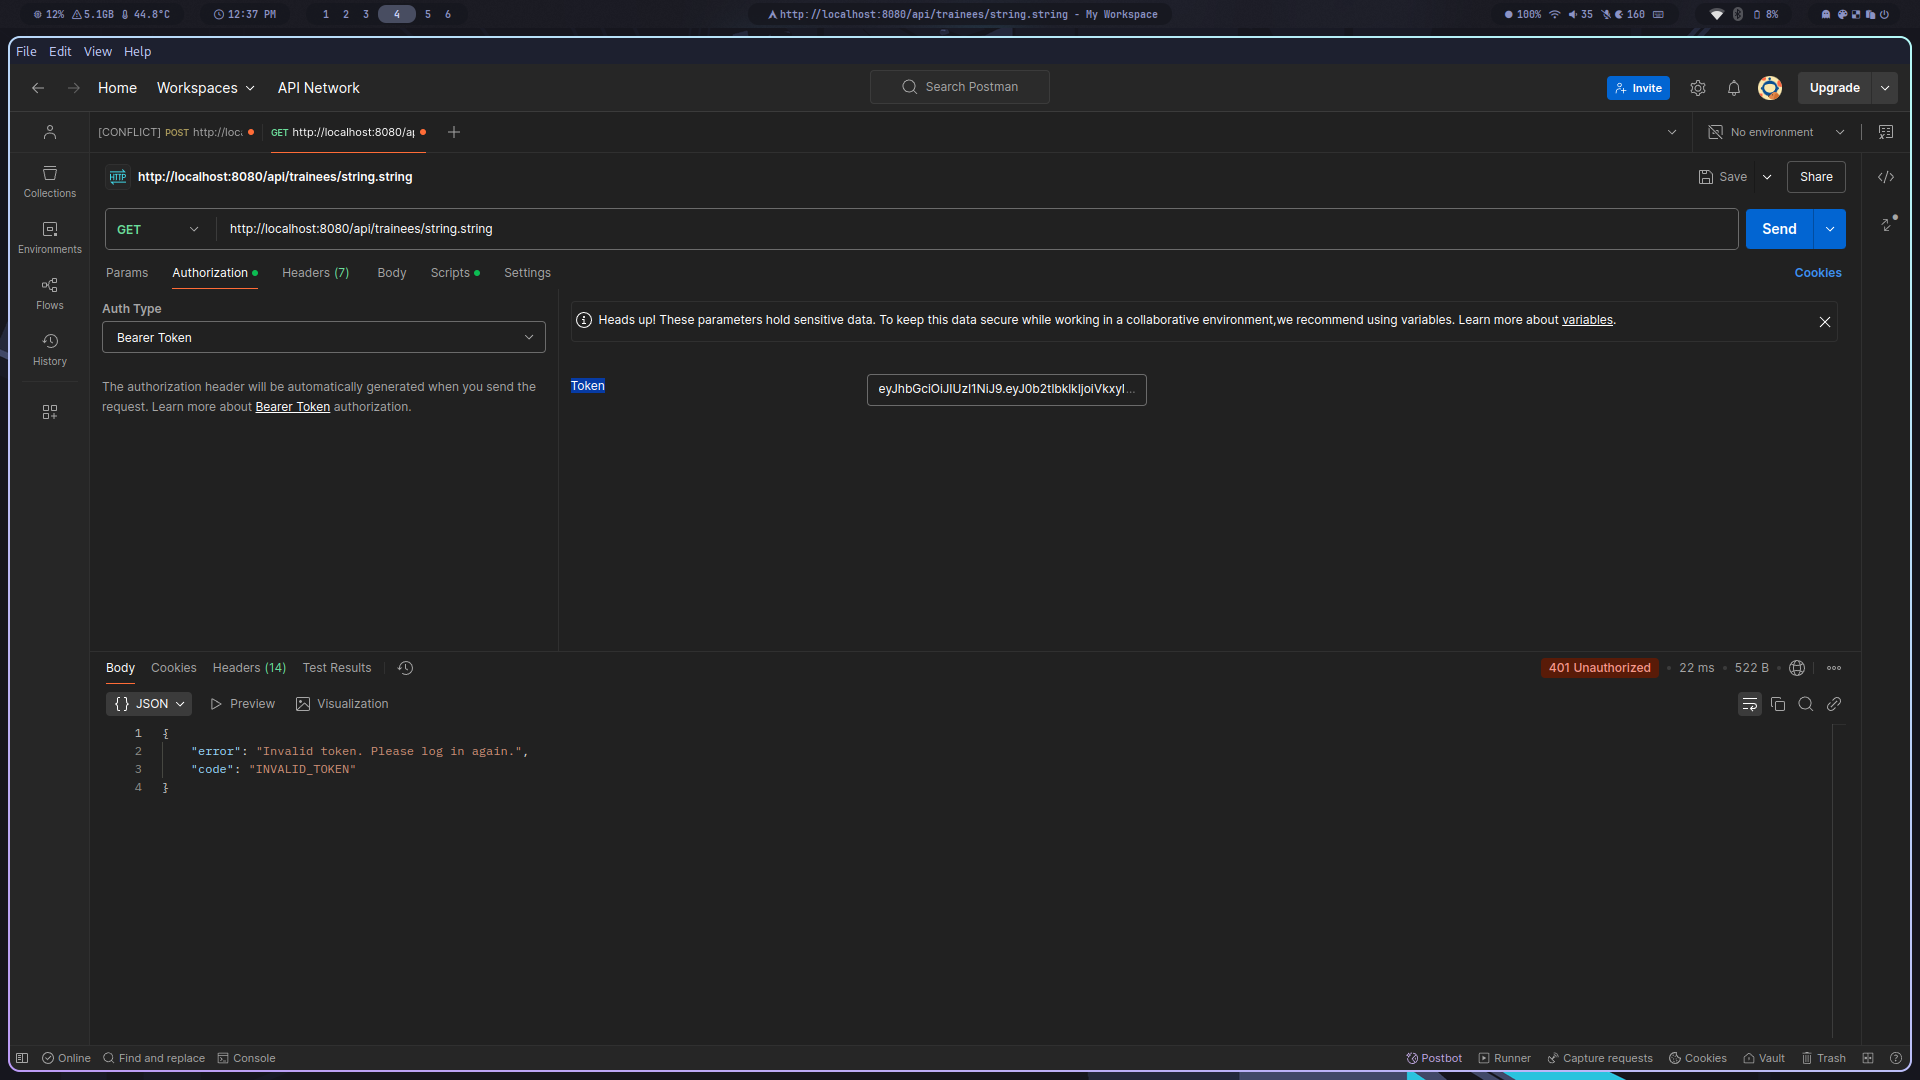 12% 5.1GB 44.8°C 12:37 PM 1 2 3 4 5 6 http://localhost:8080/api/trainees/string.string - My Workspace 100% 35 160 8%
File Edit View Help
Home Workspaces API Network Search Postman Invite Upgrade
[CONFLICT] POST http://loc GET http://localhost:8080/a No environment
HTTP http://localhost:8080/api/trainees/string.string Save Share
Collections
GET http://localhost:8080/api/trainees/string.string Send
Environments
Params Authorization Headers (7) Body Scripts Settings Cookies
Flows
Auth Type
Heads up! These parameters hold sensitive data. To keep this data secure while working in a collaborative environment,we recommend using variables. Learn more about variables.
Bearer Token
History
The authorization header will be automatically generated when you send the
request. Learn more about Bearer Token authorization.
Token eyJhbGciOiJIUzI1NiJ9.eyJ0b2tlbklkIjoiVkxyI...
Body Cookies Headers (14) Test Results 401 Unauthorized 22 ms 522 B
{} JSON Preview Visualization
1 {
2 "error": "Invalid token. Please log in again.",
3 "code": "INVALID_TOKEN"
4 }
Online Find and replace Console Postbot Runner Capture requests Cookies Vault Trash